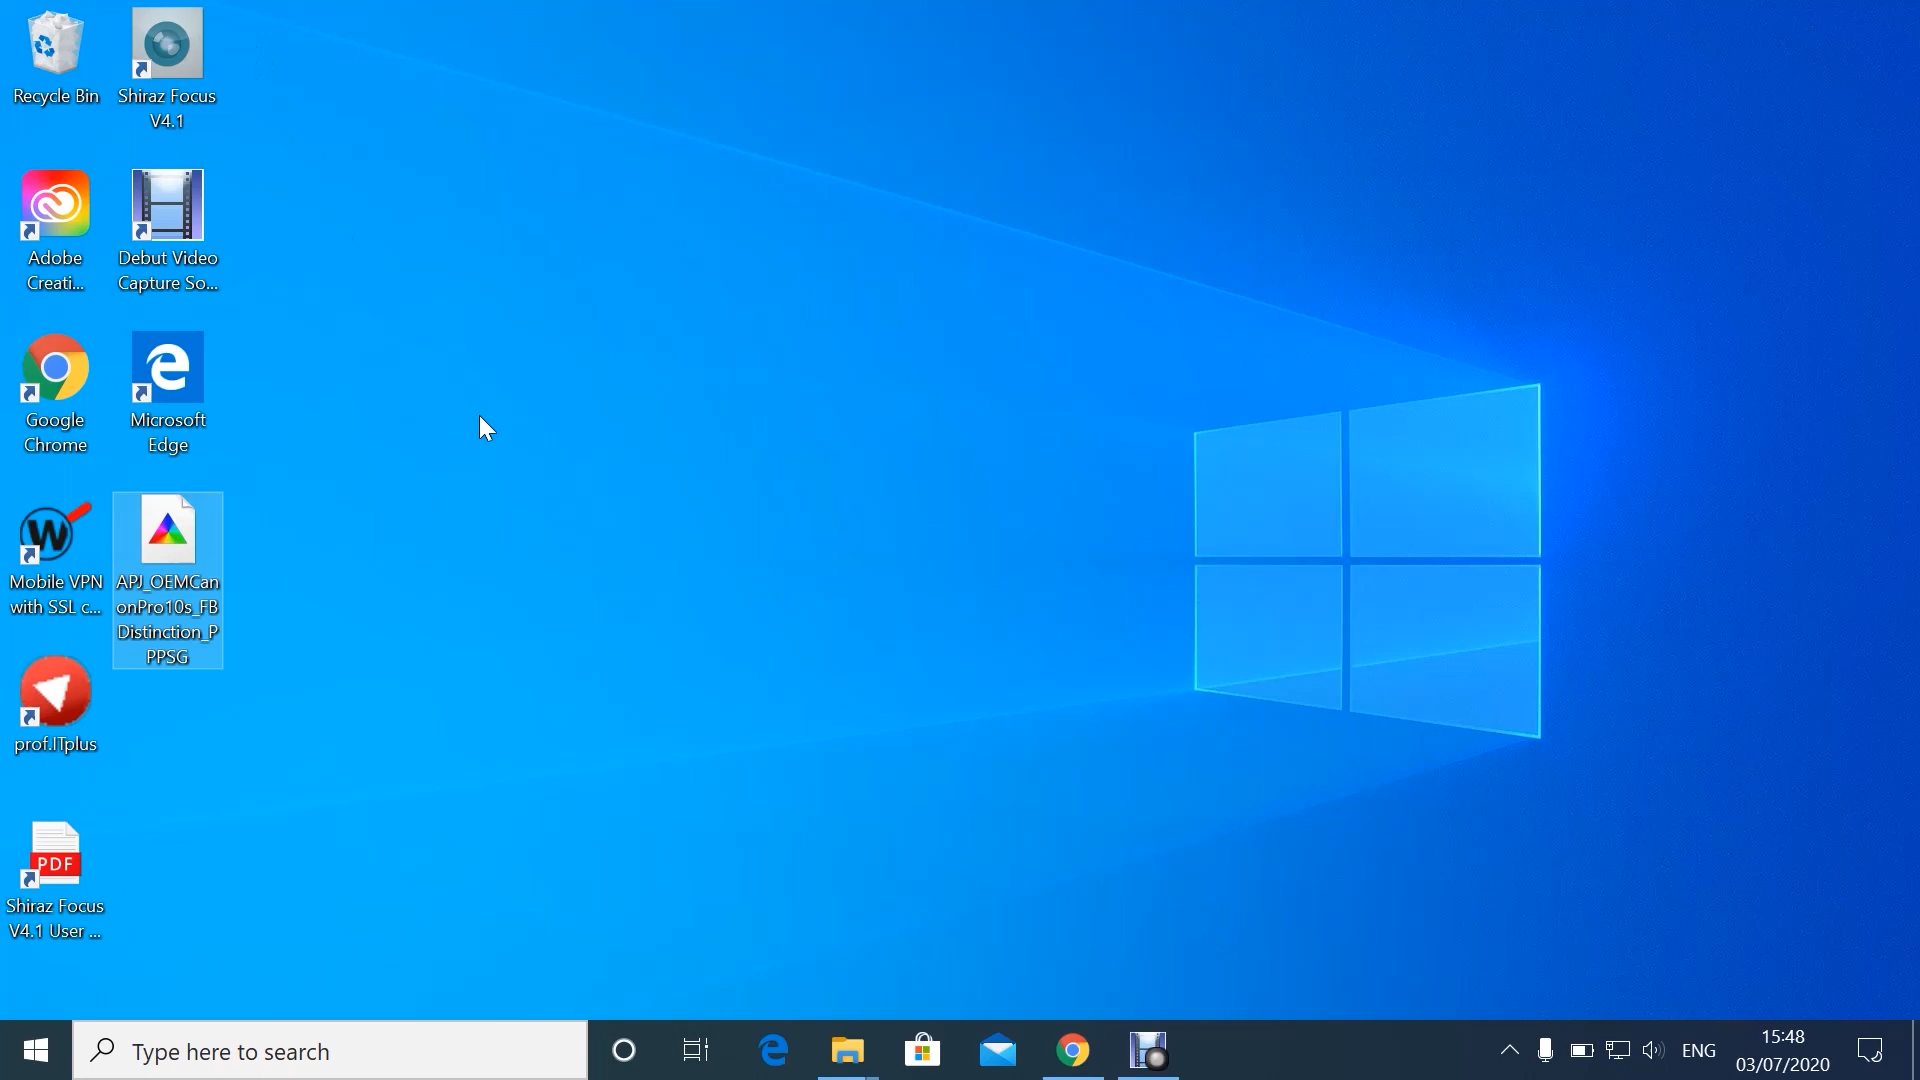 Recycle Bin
Shiraz Focus
V4.1
Adobe
Creati...
Debut Video
Capture So...
Google
Chrome
Microsoft
Edge
W
Mobile VPN
with SSL c...
APJ_OEMCan
onPro10s_FB
Distinction_P
PPSG
prof.ITplus
PDF
Shiraz Focus
V4.1 User ...
Type here to search
ENG
15:48
03/07/2020